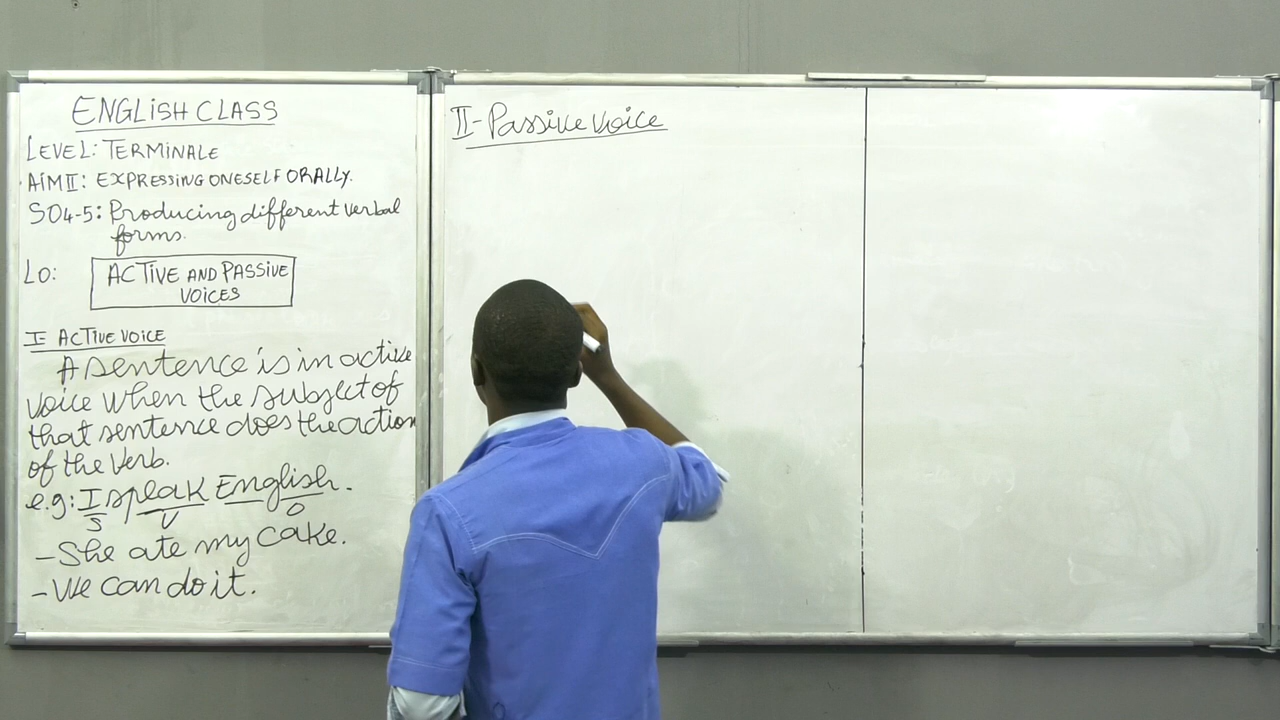 ENGLISH CLASS
LEVEL: TERMINALE
AIM II: EXPRESSING ONESELF ORALLY.
SO4-5: Producing different verbal
forms.
LO: ACTIVE AND PASSIVE
VOICES
I- ACTIVE VOICE
A sentence is in active
voice when the subject of
that sentence does the action
of the verb.
e.g: I speak English.
S V O
- She ate my cake.
- We can do it.
II- Passive Voice